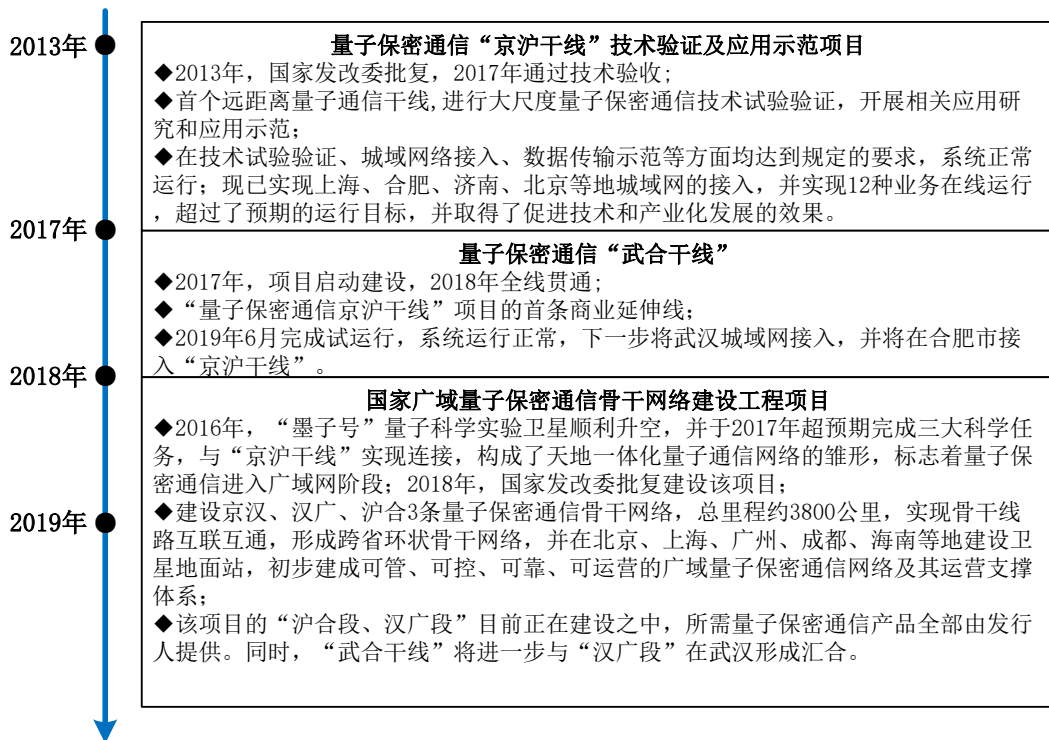 2013年
量子保密通信“京沪干线”技术验证及应用示范项目
◆2013年，国家发改委批复，2017年通过技术验收；
◆首个远距离量子通信干线,进行大尺度量子保密通信技术试验验证，开展相关应用研
究和应用示范；
◆在技术试验验证、城域网络接入、数据传输示范等方面均达到规定的要求，系统正常
运行；现已实现上海、合肥、济南、北京等地城域网的接入，并实现12种业务在线运行
，超过了预期的运行目标，并取得了促进技术和产业化发展的效果。
2017年
量子保密通信“武合干线”
◆2017年，项目启动建设，2018年全线贯通；
◆“量子保密通信京沪干线”项目的首条商业延伸线；
◆2019年6月完成试运行，系统运行正常，下一步将武汉城域网接入，并将在合肥市接
入“京沪干线”。
2018年
国家广域量子保密通信骨干网络建设工程项目
◆2016年，“墨子号”量子科学实验卫星顺利升空，并于2017年超预期完成三大科学任
务，与“京沪干线”实现连接，构成了天地一体化量子通信网络的雏形，标志着量子保
密通信进入广域网阶段；2018年，国家发改委批复建设该项目；
2019年
◆建设京汉、汉广、沪合3条量子保密通信骨干网络，总里程约3800公里，实现骨干线
路互联互通，形成跨省环状骨干网络，并在北京、上海、广州、成都、海南等地建设卫
星地面站，初步建成可管、可控、可靠、可运营的广域量子保密通信网络及其运营支撑
体系；
◆该项目的“沪合段、汉广段”目前正在建设之中，所需量子保密通信产品全部由发行
人提供。同时，“武合干线”将进一步与“汉广段”在武汉形成汇合。